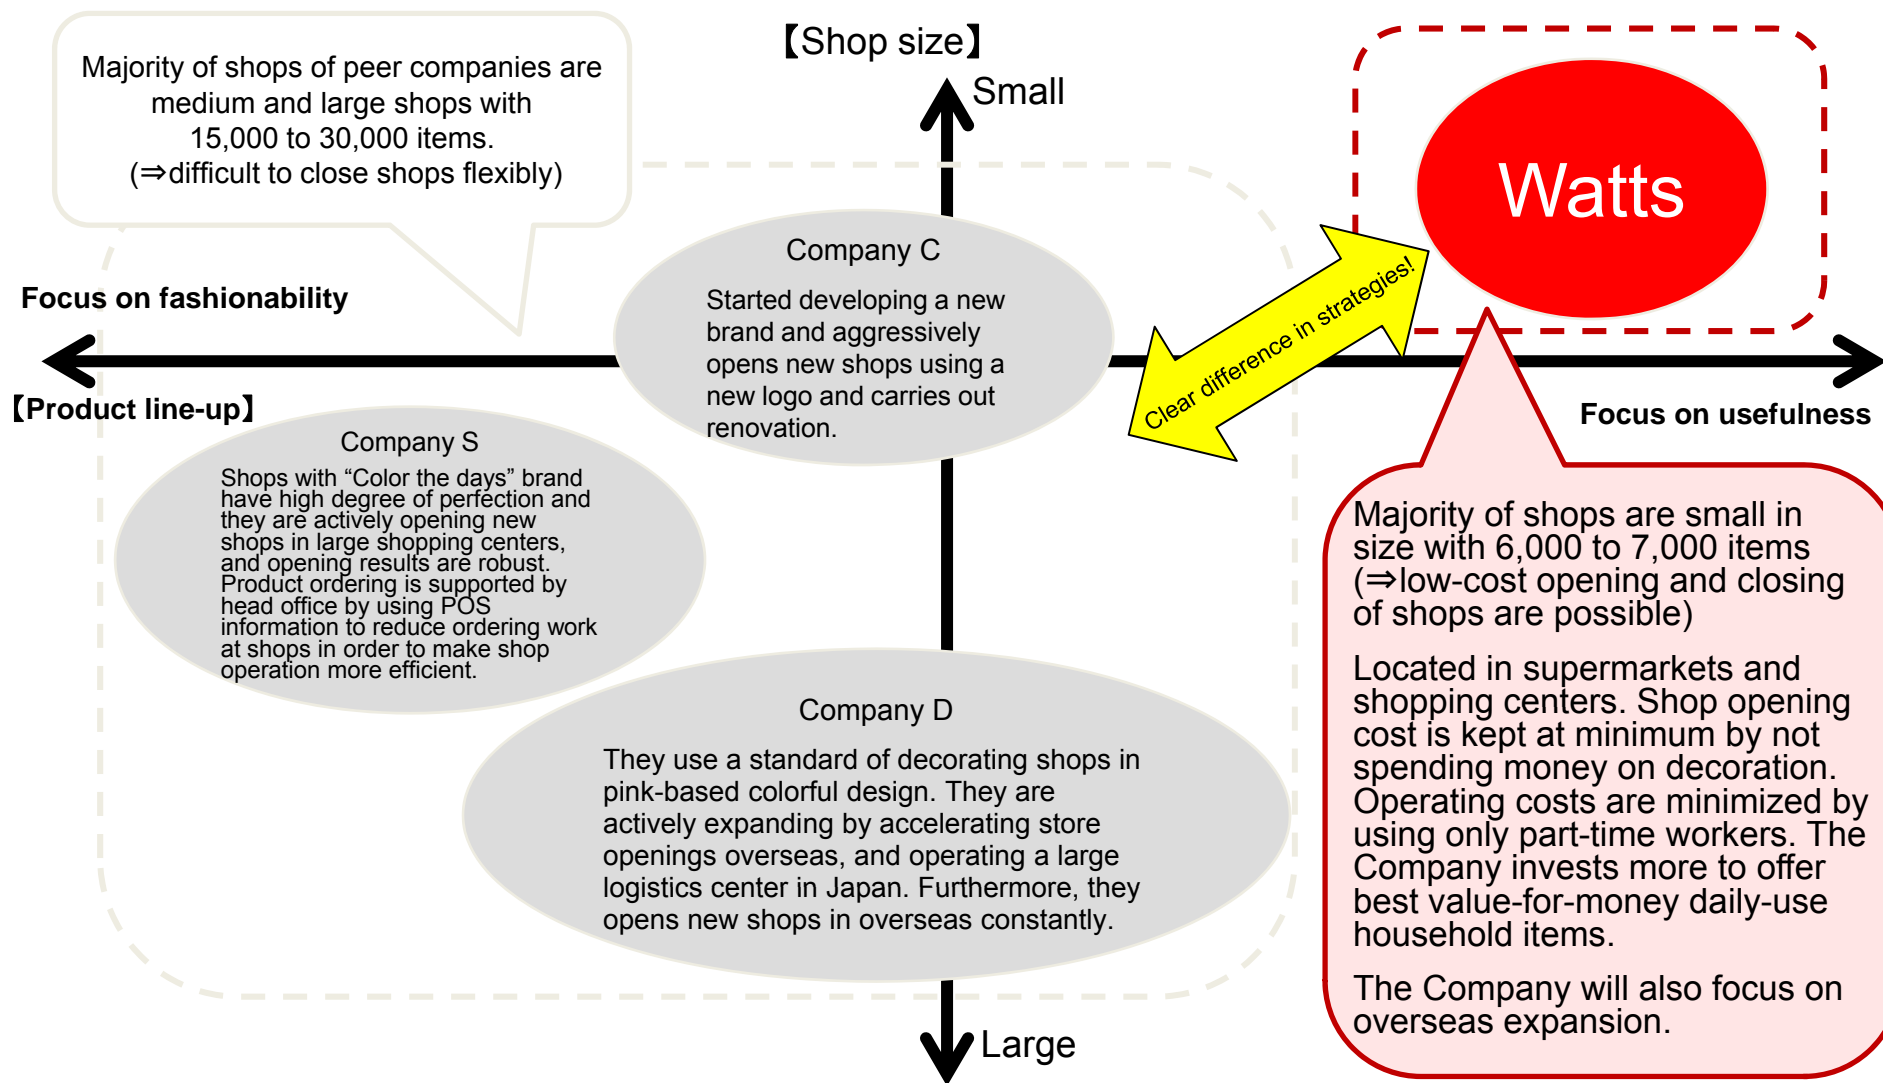 Majority of shops of peer companies are
medium and large shops with
15,000 to 30,000 items.
(⇒difficult to close shops flexibly)
【Shop size】
Small
Watts
Focus on fashionability
【Product line-up】
Company C
Started developing a new
brand and aggressively
opens new shops using a
new logo and carries out
renovation.
Clear difference in strategies!
Focus on usefulness
Company S
Shops with “Color the days” brand
have high degree of perfection and
they are actively opening new
shops in large shopping centers,
and opening results are robust.
Product ordering is supported by
head office by using POS
information to reduce ordering work
at shops in order to make shop
operation more efficient.
Company D
They use a standard of decorating shops in
pink-based colorful design. They are
actively expanding by accelerating store
openings overseas, and operating a large
logistics center in Japan. Furthermore, they
opens new shops in overseas constantly.
Majority of shops are small in
size with 6,000 to 7,000 items
(⇒low-cost opening and closing
of shops are possible)
Located in supermarkets and
shopping centers. Shop opening
cost is kept at minimum by not
spending money on decoration.
Operating costs are minimized by
using only part-time workers. The
Company invests more to offer
best value-for-money daily-use
household items.
The Company will also focus on
overseas expansion.
Large